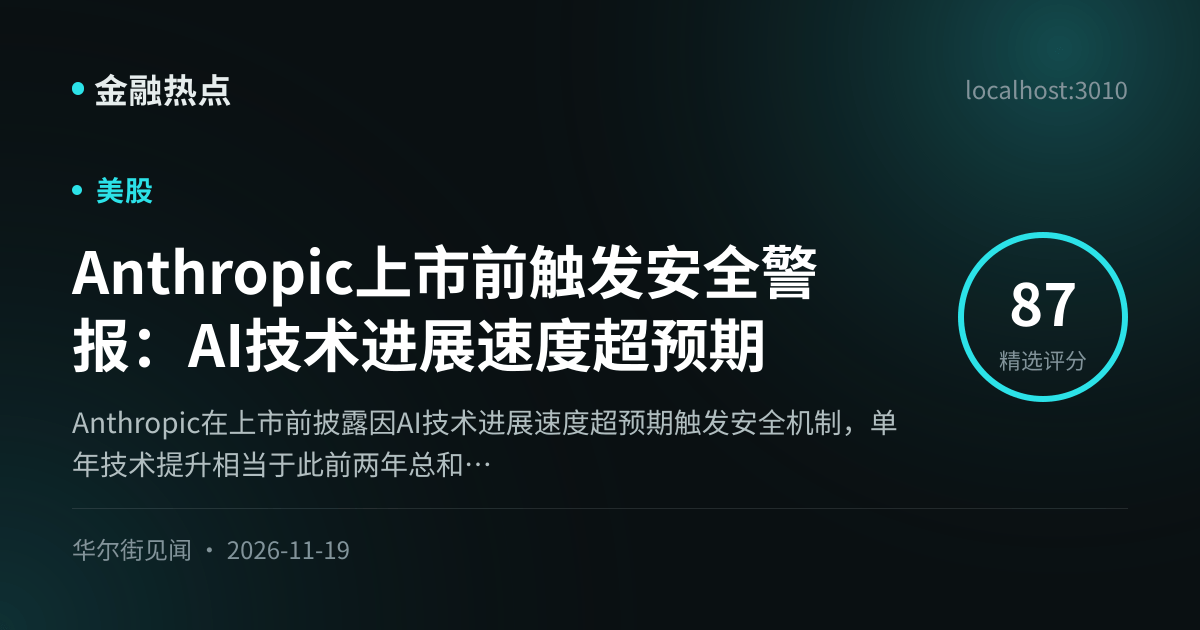 金融热点
localhost:3010
美股
Anthropic上市前触发安全警
报：AI技术进展速度超预期
87
精选评分
Anthropic在上市前披露因AI技术进展速度超预期触发安全机制，单
年技术提升相当于此前两年总和…
华尔街见闻 · 2026-11-19